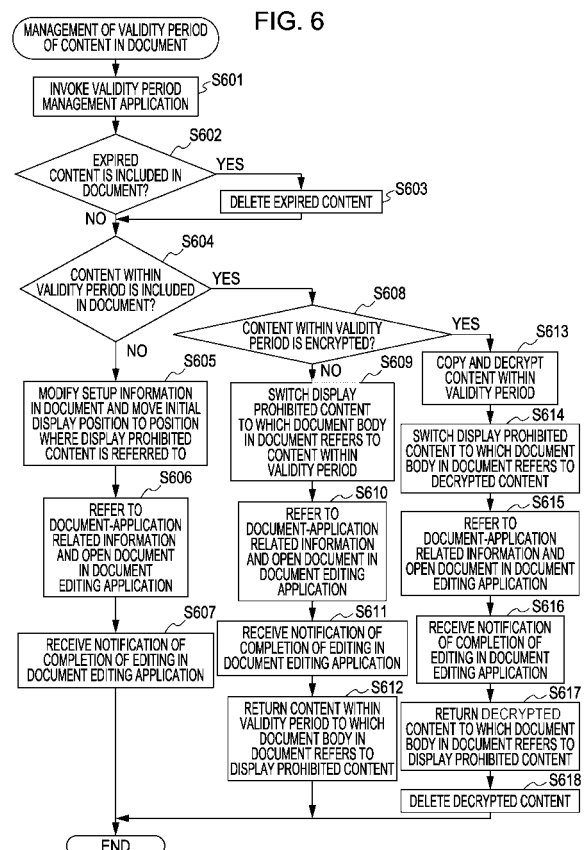 FIG. 6
MANAGEMENT OF VALIDITY PERIOD
OF CONTENT IN DOCUMENT
S601
INVOKE VALIDITY PERIOD
MANAGEMENT APPLICATION
S602
EXPIRED
CONTENT IS INCLUDED IN
DOCUMENT?
YES
S603
DELETE EXPIRED CONTENT
NO
S604
CONTENT WITHIN
VALIDITY PERIOD IS INCLUDED
IN DOCUMENT?
YES
NO
S608
CONTENT WITHIN VALIDITY
PERIOD IS ENCRYPTED?
YES
NO
S605
MODIFY SETUP INFORMATION
IN DOCUMENT AND MOVE INITIAL
DISPLAY POSITION TO POSITION
WHERE DISPLAY PROHIBITED
CONTENT IS REFERRED TO
S606
REFER TO
DOCUMENT-APPLICATION
RELATED INFORMATION
AND OPEN DOCUMENT
IN DOCUMENT
EDITING APPLICATION
S607
RECEIVE NOTIFICATION OF
COMPLETION OF EDITING IN
DOCUMENT EDITING APPLICATION
S609
SWITCH DISPLAY
PROHIBITED CONTENT
TO WHICH DOCUMENT BODY
IN DOCUMENT REFERS TO
CONTENT WITHIN
VALIDITY PERIOD
S610
REFER TO
DOCUMENT-APPLICATION
RELATED INFORMATION
AND OPEN DOCUMENT IN
DOCUMENT EDITING
APPLICATION
S611
RECEIVE NOTIFICATION OF
COMPLETION OF EDITING IN
DOCUMENT EDITING APPLICATION
S612
RETURN CONTENT WITHIN
VALIDITY PERIOD TO WHICH
DOCUMENT BODY IN
DOCUMENT REFERS TO
DISPLAY PROHIBITED CONTENT
S613
COPY AND DECRYPT
CONTENT WITHIN
VALIDITY PERIOD
S614
SWITCH DISPLAY PROHIBITED
CONTENT TO WHICH DOCUMENT
BODY IN DOCUMENT REFERS TO
DECRYPTED CONTENT
S615
REFER TO
DOCUMENT-APPLICATION
RELATED INFORMATION AND
OPEN DOCUMENT IN DOCUMENT
EDITING APPLICATION
S616
RECEIVE NOTIFICATION
OF COMPLETION OF
EDITING IN DOCUMENT
EDITING APPLICATION
S617
RETURN DECRYPTED
CONTENT TO WHICH DOCUMENT
BODY IN DOCUMENT REFERS TO
DISPLAY PROHIBITED CONTENT
S618
DELETE DECRYPTED CONTENT
END